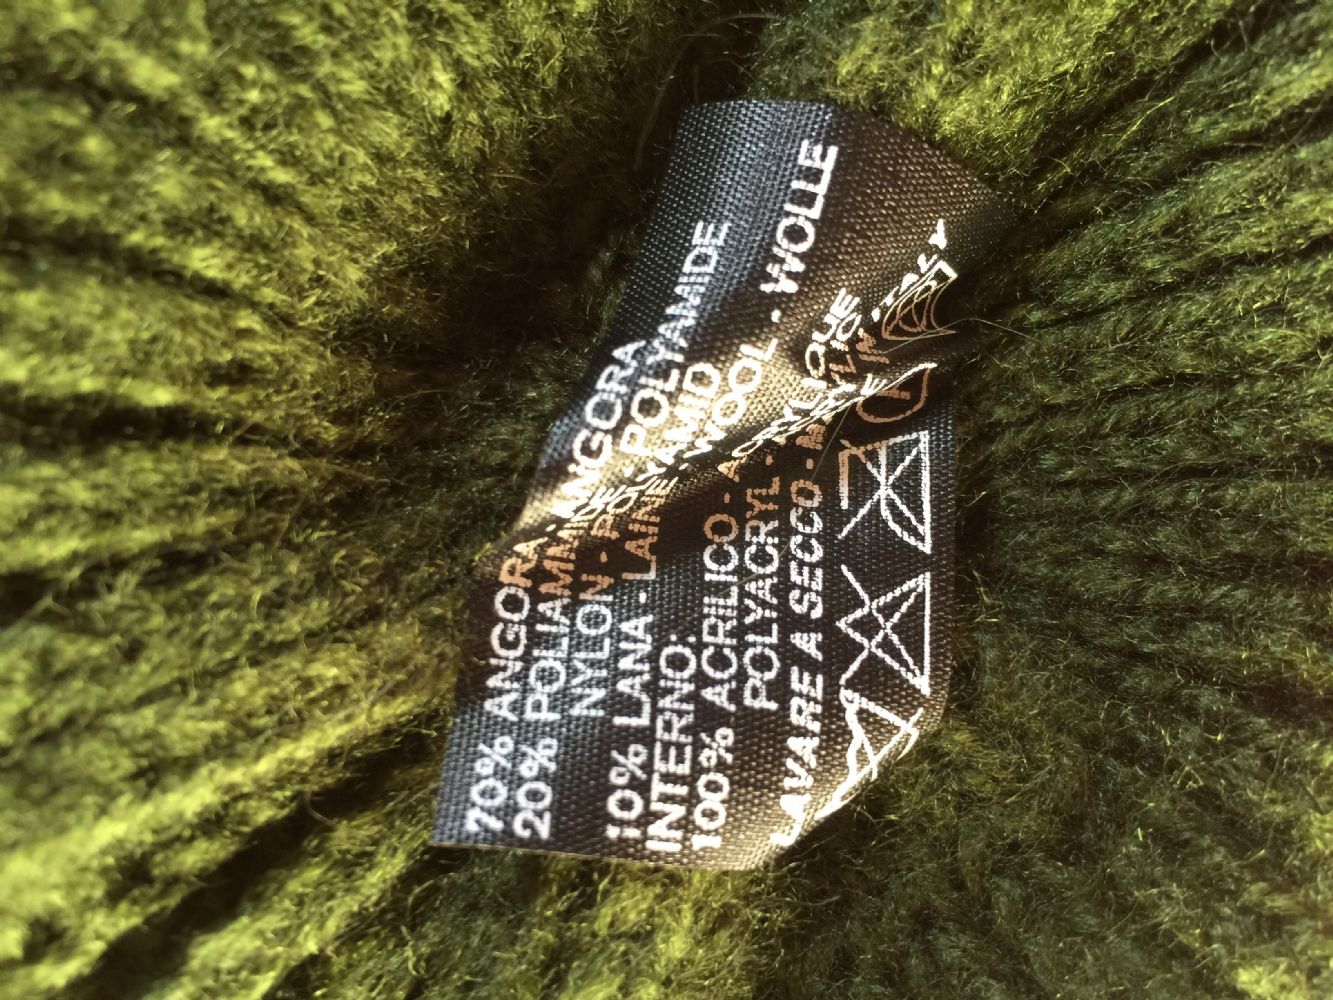 70% ANGORA - ANGORA
20% POLIAMMIDE - POLYAMIDE
NYLON - POLYAMID
10% LANA - LAINE - WOOL - WOLLE
INTERNO:
100% ACRILICO - ACRYLIQUE
POLYACRYL -
LAVARE A SECCO - ITALY